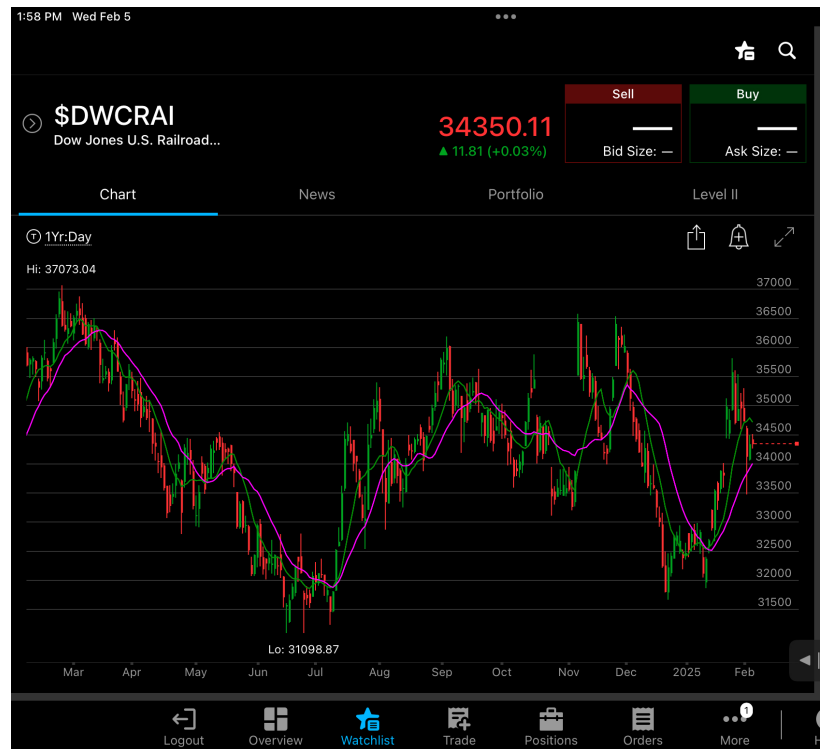 1:58 PM Wed Feb 5
$DWCRAI
Dow Jones U.S. Railroad...
34350.11
▲ 11.81 (+0.03%)
Sell
Bid Size: —
Buy
Ask Size: —
Chart
News
Portfolio
Level II
T 1Yr:Day
Hi: 37073.04
37000
36500
36000
35500
35000
34500
34000
33500
33000
32500
32000
31500
Lo: 31098.87
Mar Apr May Jun Jul Aug Sep Oct Nov Dec 2025 Feb
1
Logout Overview Watchlist Trade Positions Orders More